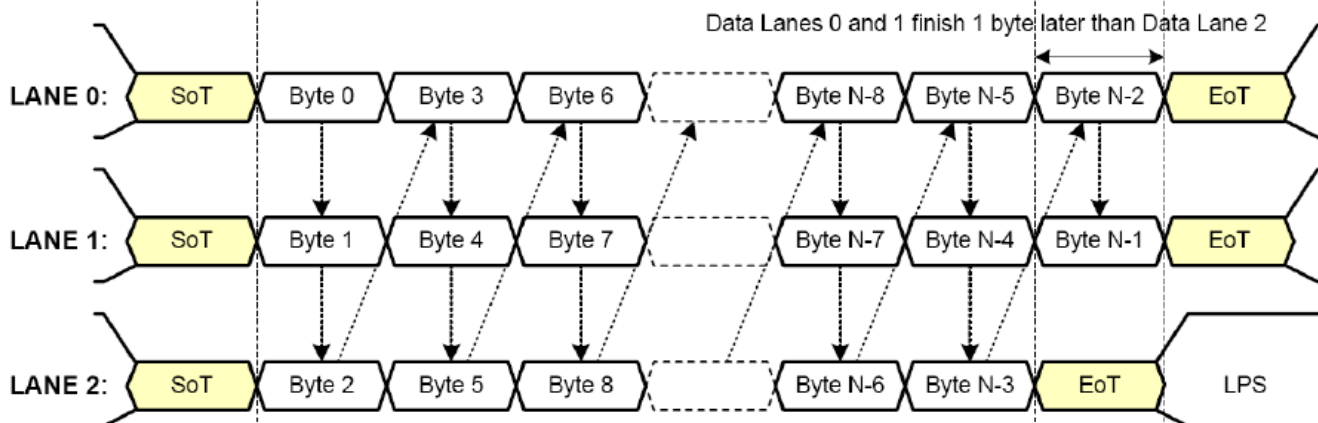 Data Lanes 0 and 1 finish 1 byte later than Data Lane 2
LANE 0: SoT Byte 0 Byte 3 Byte 6 Byte N-8 Byte N-5 Byte N-2 EoT
LANE 1: SoT Byte 1 Byte 4 Byte 7 Byte N-7 Byte N-4 Byte N-1 EoT
LANE 2: SoT Byte 2 Byte 5 Byte 8 Byte N-6 Byte N-3 EoT LPS